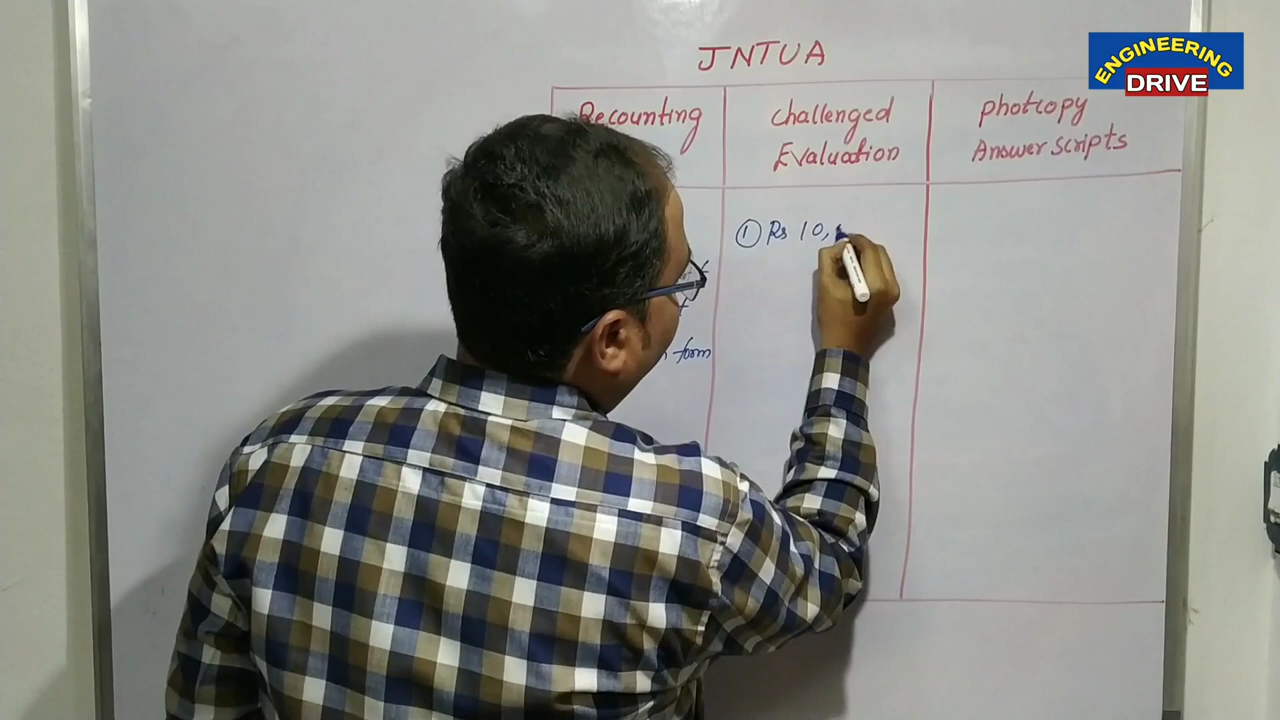 ENGINEERING
DRIVE
JNTUA
Recounting
challenged
Evaluation
photcopy
Answer scripts
① Rs 10,
form